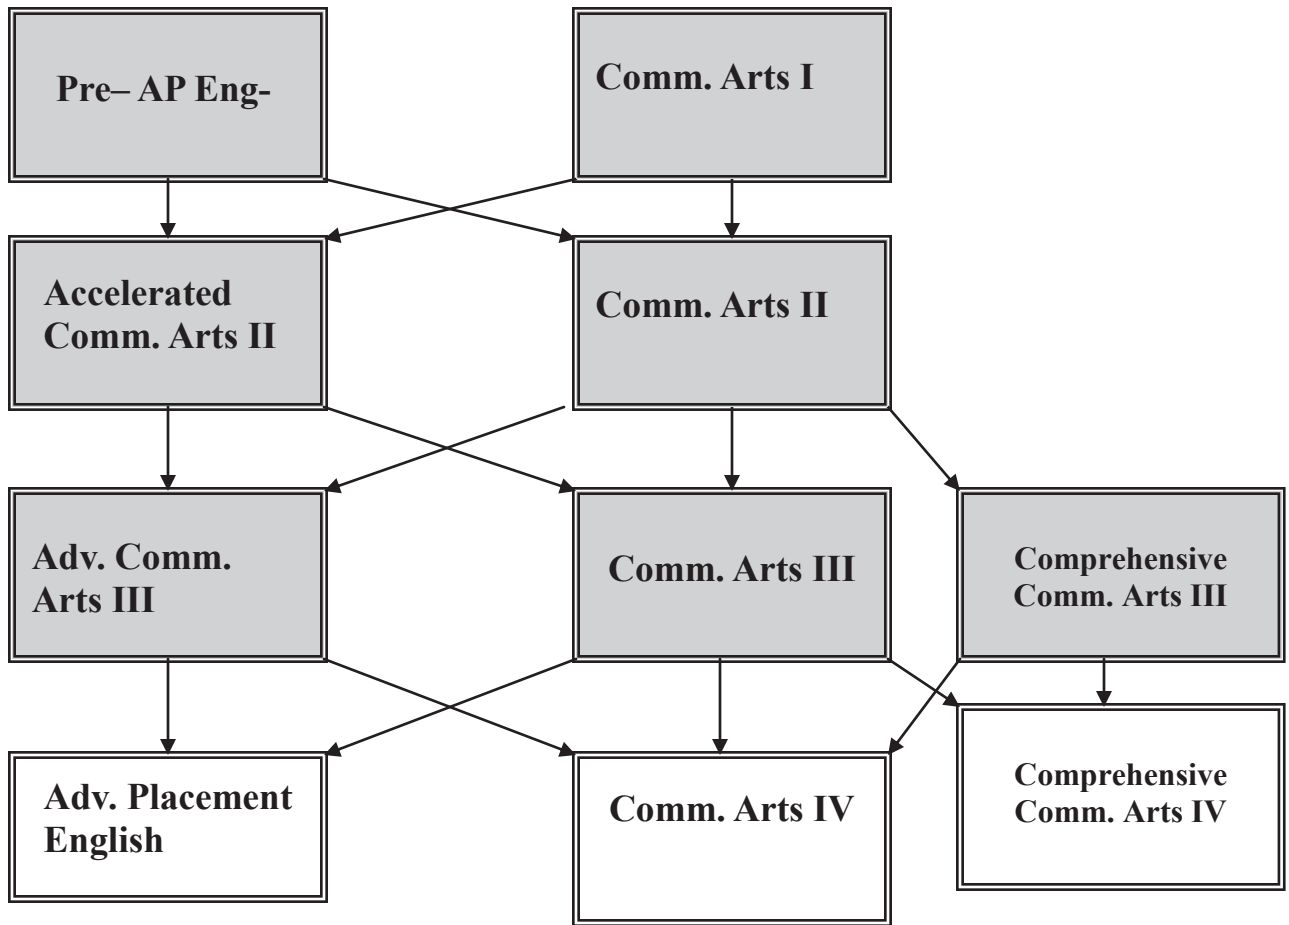 Pre– AP Eng-
Comm. Arts I
Accelerated
Comm. Arts II
Comm. Arts II
Adv. Comm.
Arts III
Comm. Arts III
Comprehensive
Comm. Arts III
Adv. Placement
English
Comm. Arts IV
Comprehensive
Comm. Arts IV